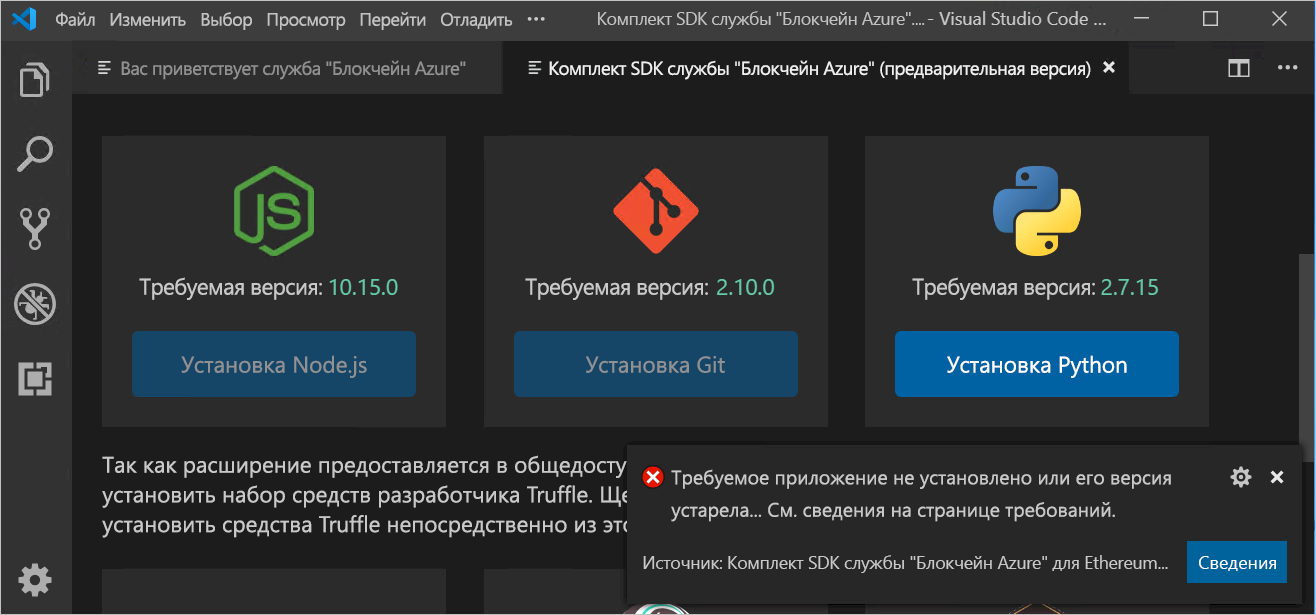 Файл Изменить Выбор Просмотр Перейти Отладить ··· Комплект SDK службы "Блокчейн Azure".... - Visual Studio Code ...
Вас приветствует служба "Блокчейн Azure" Комплект SDK службы "Блокчейн Azure" (предварительная версия)
JS
Требуемая версия: 10.15.0 Требуемая версия: 2.10.0 Требуемая версия: 2.7.15
Установка Node.js Установка Git Установка Python
Так как расширение предоставляется в общедосту
установить набор средств разработчика Truffle. Ще
установить средства Truffle непосредственно из это
Требуемое приложение не установлено или его версия
устарела... См. сведения на странице требований.
Источник: Комплект SDK службы "Блокчейн Azure" для Ethereum... Сведения